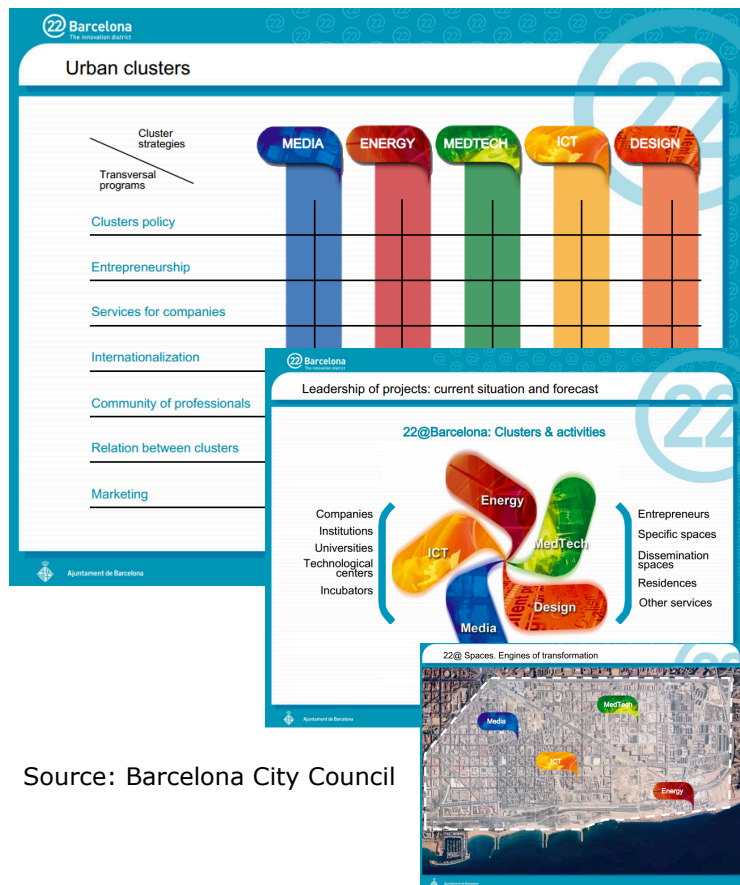 22 Barcelona
The innovation district
Urban clusters
Cluster
strategies
Transversal
programs
MEDIA
ENERGY
MEDTECH
ICT
DESIGN
Clusters policy
Entrepreneurship
Services for companies
Internationalization
Community of professionals
Relation between clusters
Marketing
Ajuntament de Barcelona
22 Barcelona
The innovation district
Leadership of projects: current situation and forecast
22@Barcelona: Clusters & activities
Companies
Institutions
Universities
Technological
centers
Incubators
Energy
MedTech
ICT
Design
Media
Entrepreneurs
Specific spaces
Dissemination
spaces
Residences
Other services
Ajuntament de Barcelona
22@ Spaces. Engines of transformation
Media
MedTech
ICT
Energy
Ajuntament de Barcelona
Source: Barcelona City Council